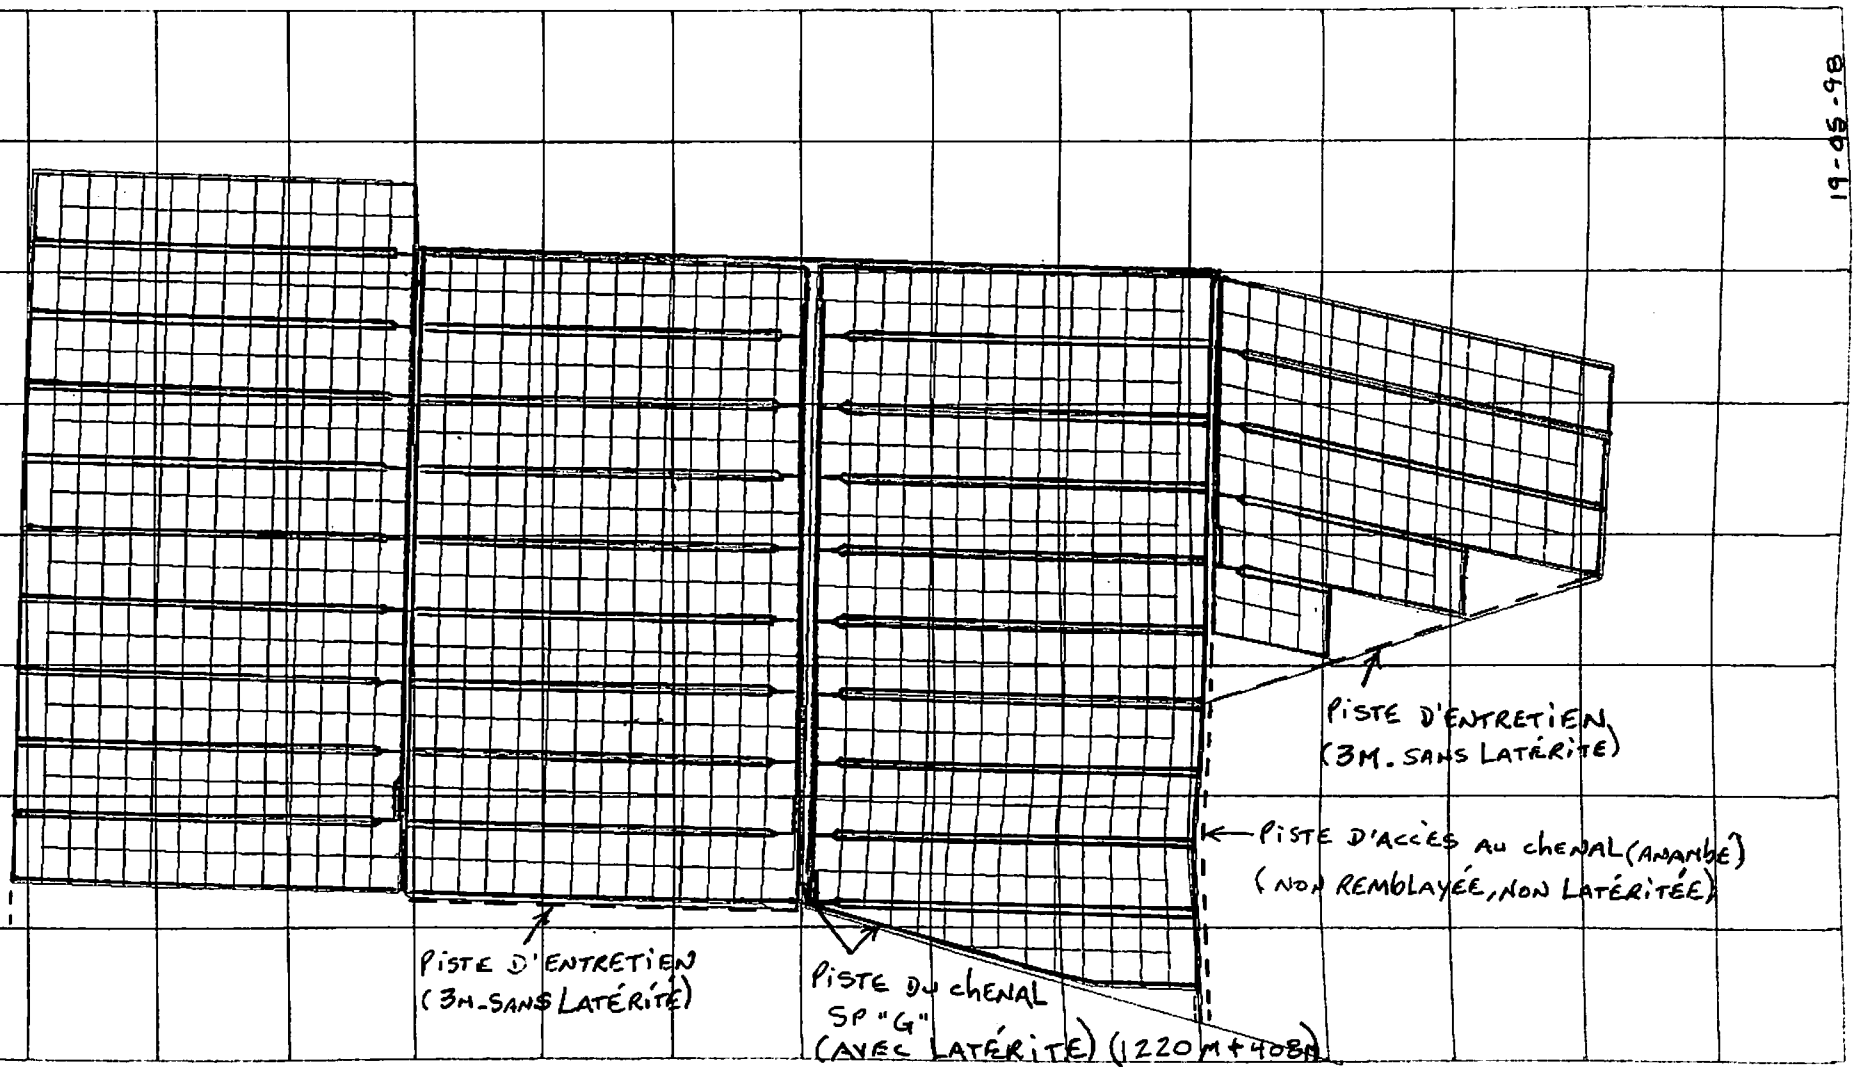 19-05-98
PISTE D'ENTRETIEN
(3M. SANS LATÉRITE)
PISTE D'ACCÈS AU CHENAL (ANANBÉ)
(NON REMBLAYÉE, NON LATÉRITÉE)
PISTE D'ENTRETIEN
(3M-SANS LATÉRITE)
PISTE DU CHENAL
SP "G"
(AVEC LATÉRITE) (1220 M + 408M